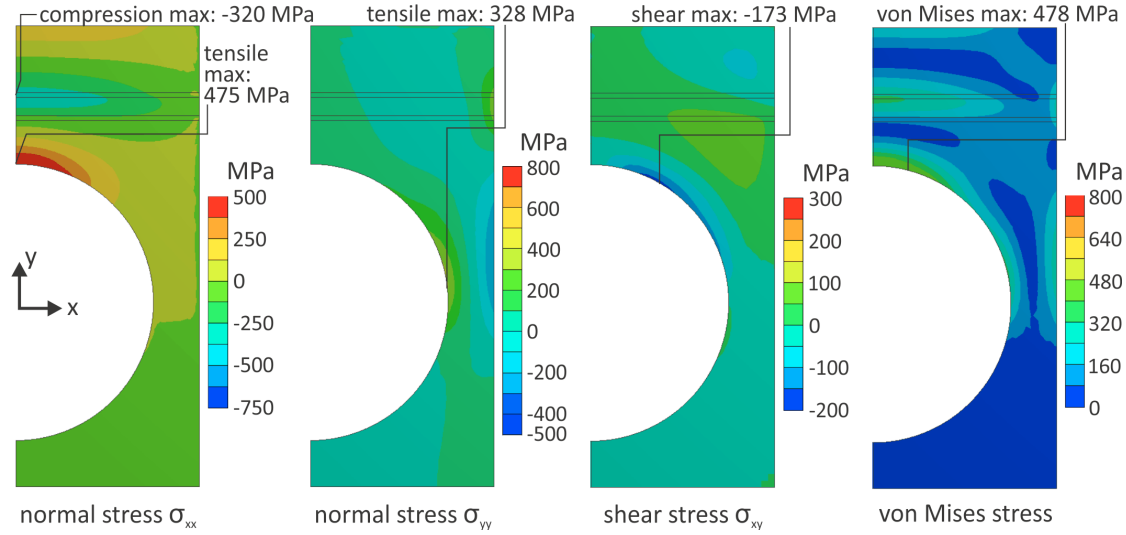 compression max: -320 MPa
tensile
max:
475 MPa
MPa
500
250
0
-250
-500
-750
y
x
normal stress σxx
tensile max: 328 MPa
MPa
800
600
400
200
0
-200
-400
-500
normal stress σyy
shear max: -173 MPa
MPa
300
200
100
0
-100
-200
shear stress σxy
von Mises max: 478 MPa
MPa
800
640
480
320
160
0
von Mises stress